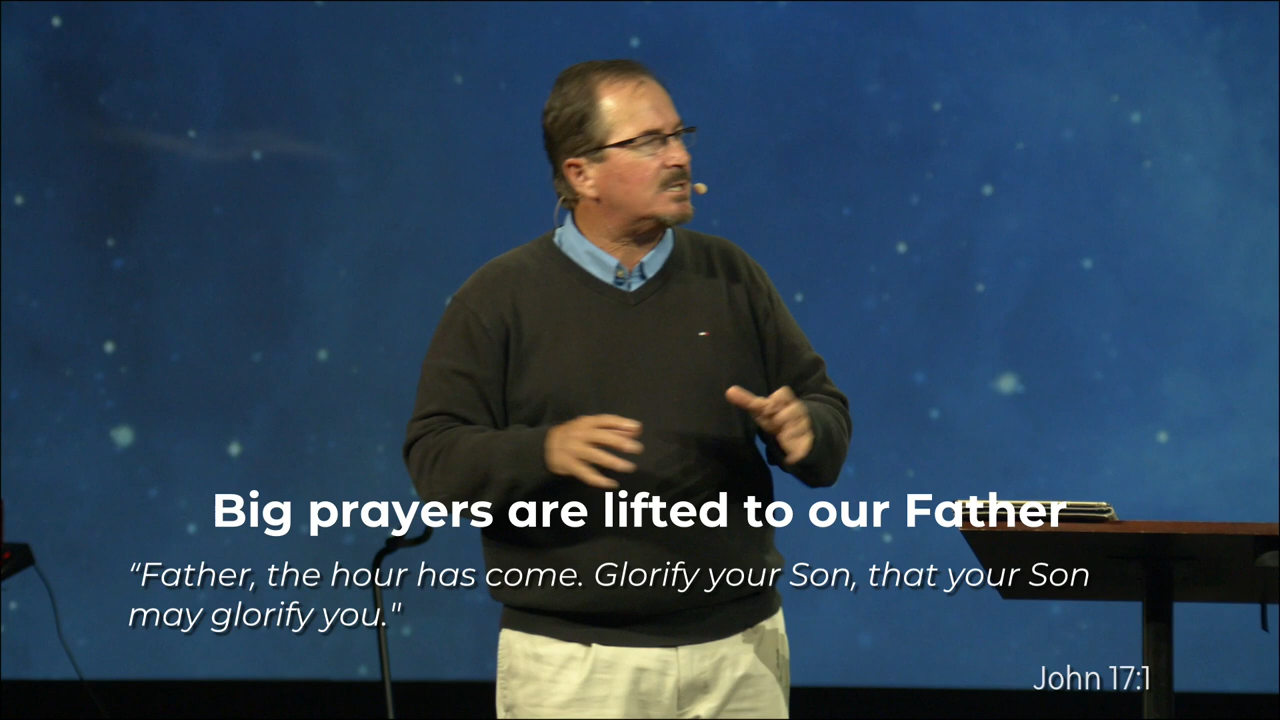 Big prayers are lifted to our Father
“Father, the hour has come. Glorify your Son, that your Son
may glorify you."
John 17:1